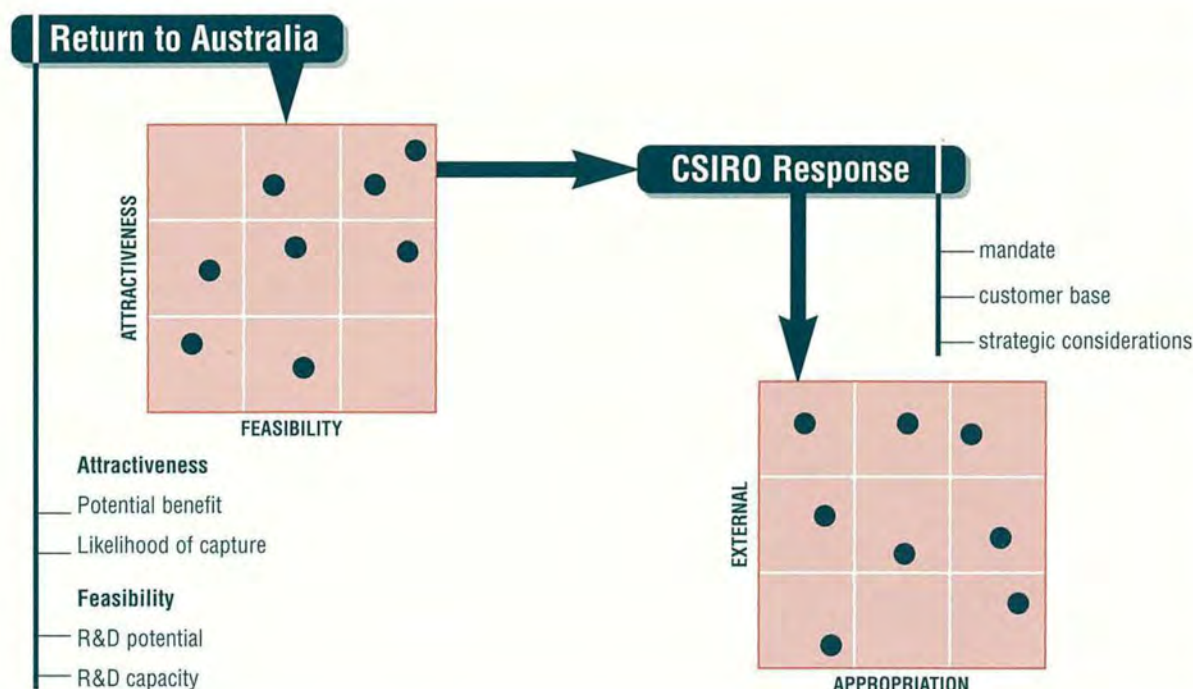 Return to Australia
ATTRACTIVENESS
FEASIBILITY
Attractiveness
Potential benefit
Likelihood of capture
Feasibility
R&D potential
R&D capacity
CSIRO Response
mandate
customer base
strategic considerations
EXTERNAL
APPROPRIATION